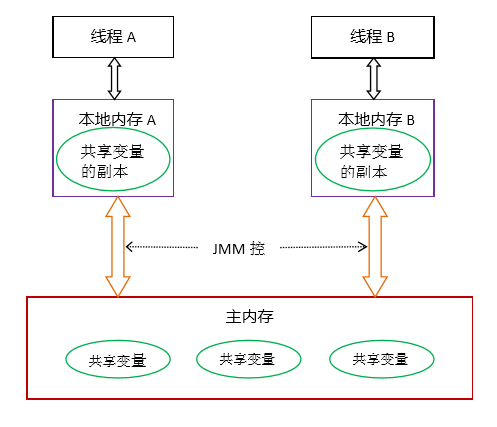 线程 A
线程 B
本地内存 A
共享变量
的副本
本地内存 B
共享变量
的副本
JMM 控
主内存
共享变量
共享变量
共享变量